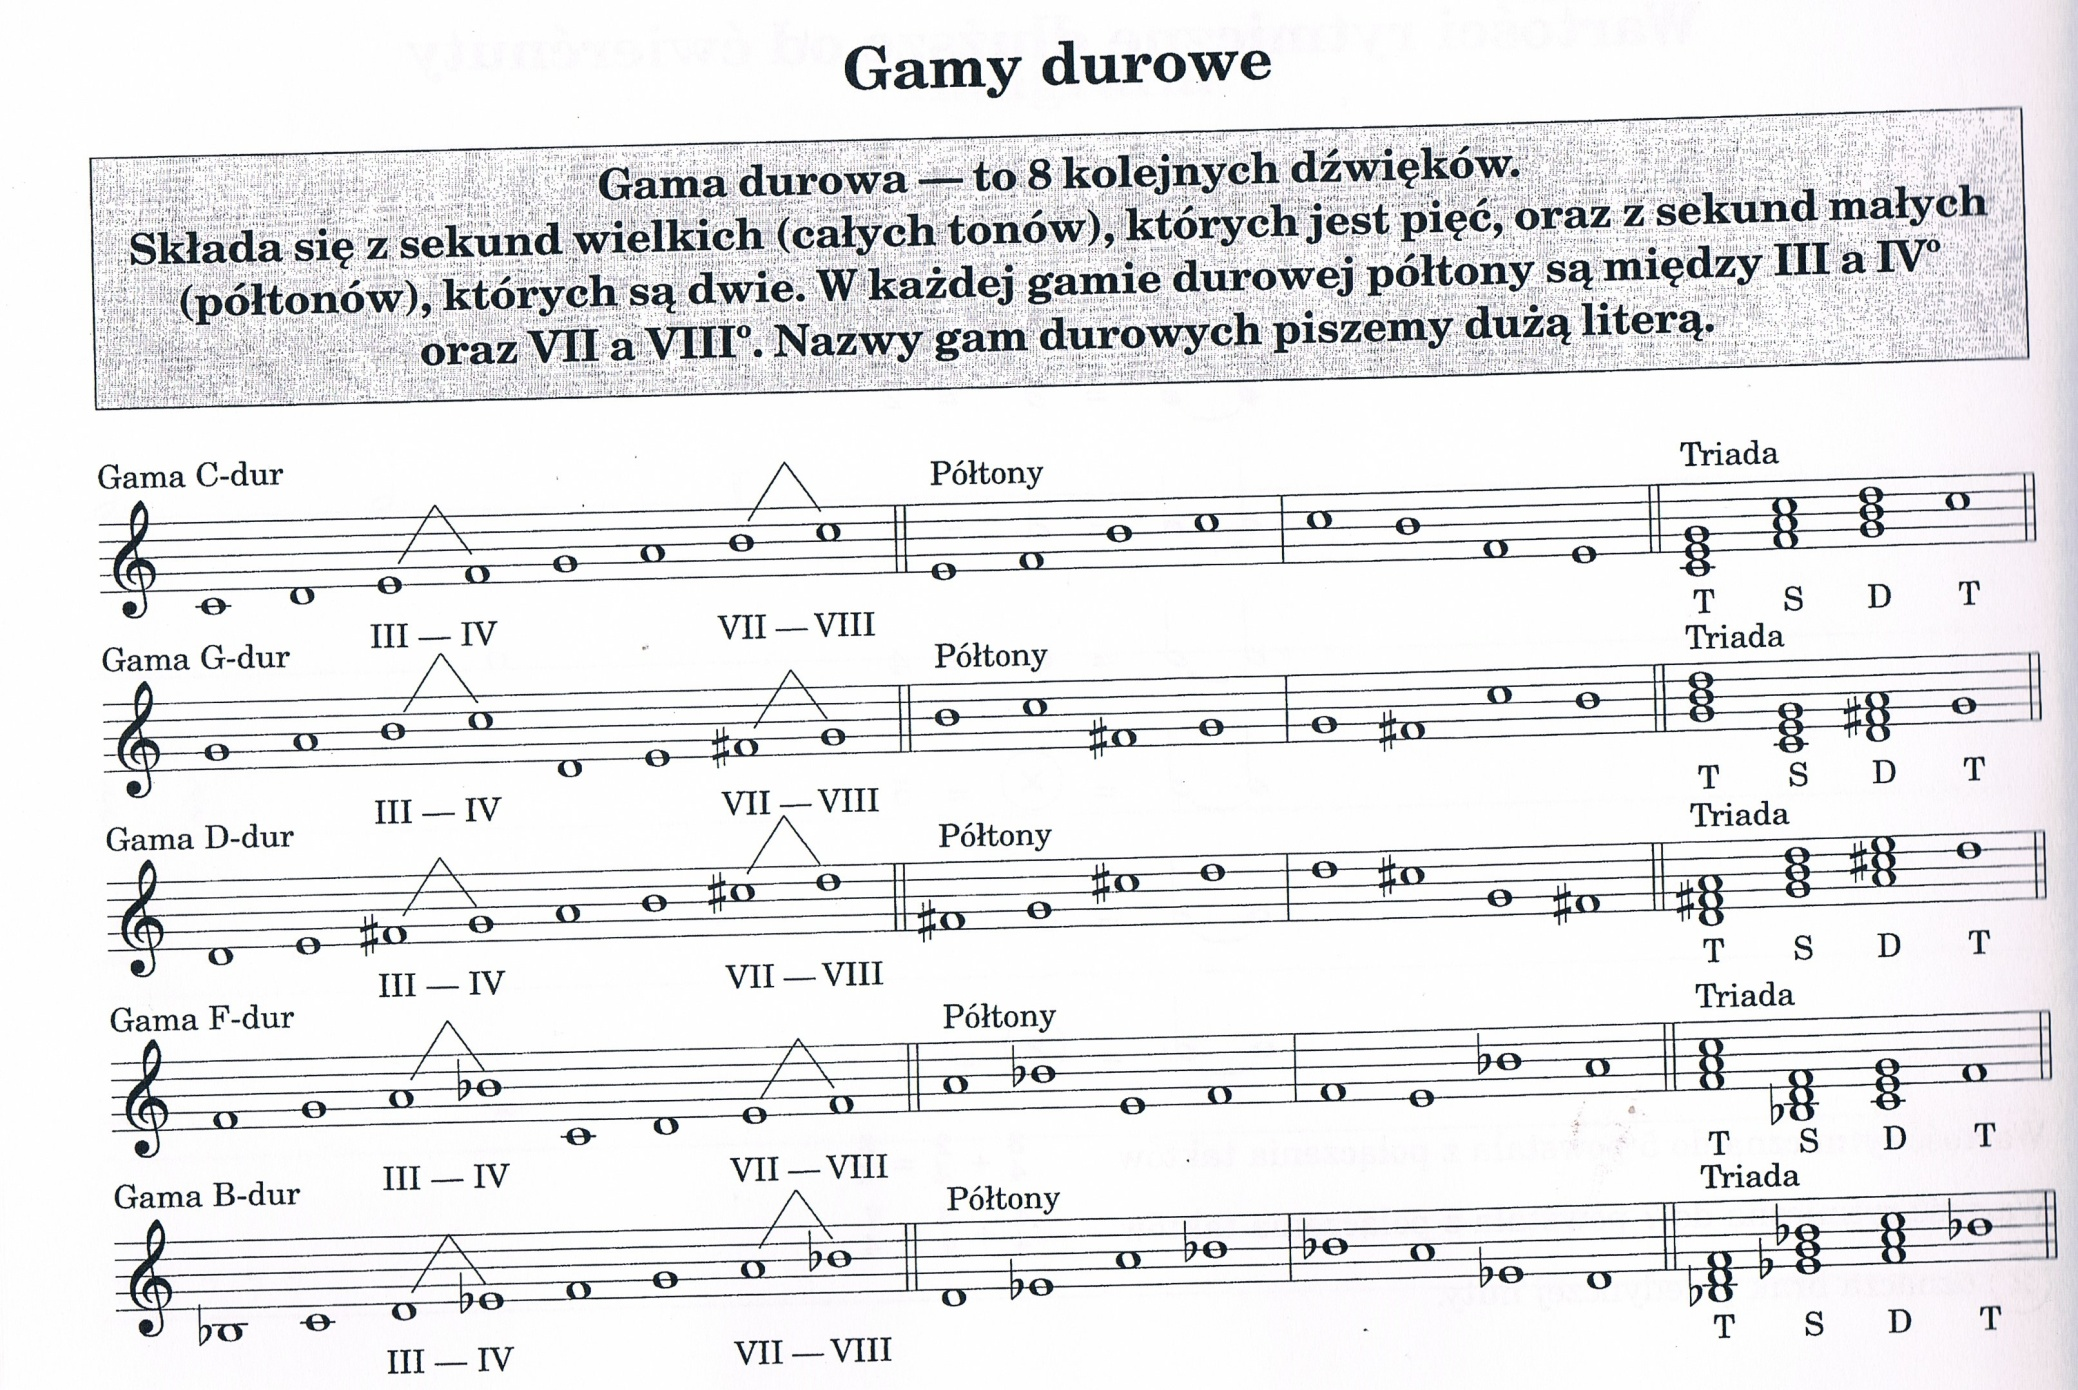 Gamy durowe
Gama durowa — to 8 kolejnych dźwięków.
Składa się z sekund wielkich (całych tonów), których jest pięć, oraz z sekund małych
(półtonów), których są dwie. W każdej gamie durowej półtony są między III a IVº
oraz VII a VIIIº. Nazwy gam durowych piszemy dużą literą.
Gama C-dur Półtony Triada
III — IV VII — VIII T S D T
Gama G-dur Półtony Triada
III — IV VII — VIII T S D T
Gama D-dur Półtony Triada
III — IV VII — VIII T S D T
Gama F-dur Półtony Triada
III — IV VII — VIII T S D T
Gama B-dur Półtony Triada
III — IV VII — VIII T S D T